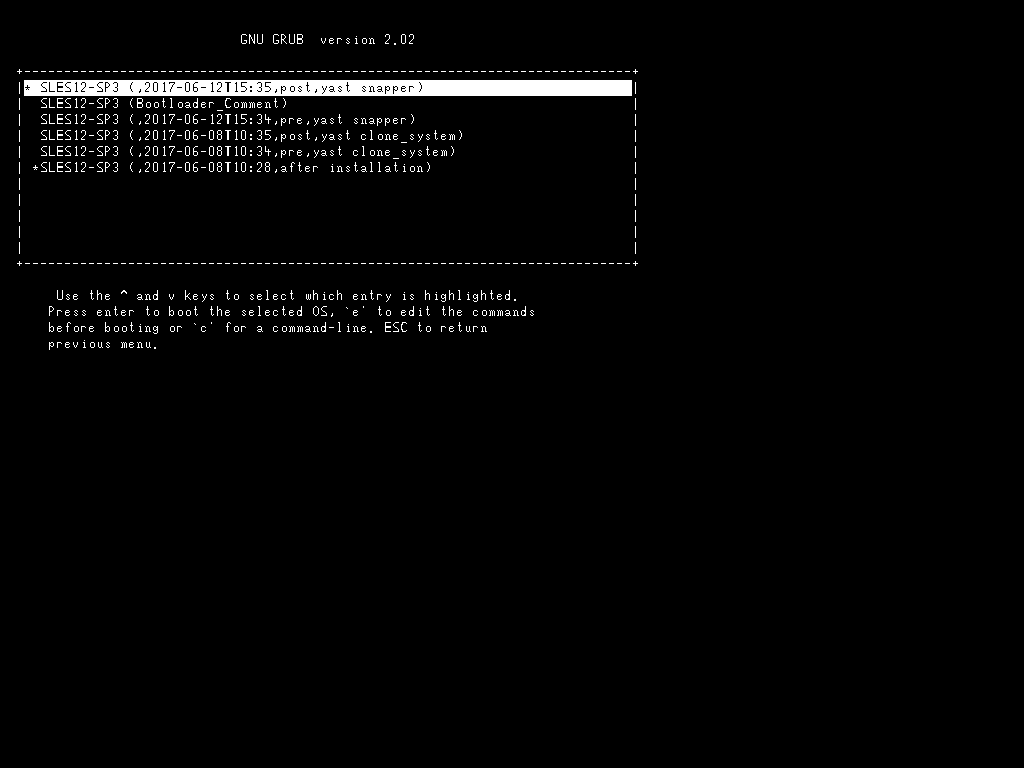 GNU GRUB  version 2.02
+----------------------------------------------------------------------------+
|* SLES12-SP3 (,2017-06-12T15:35,post,yast snapper)                          |
|  SLES12-SP3 (Bootloader_Comment)                                           |
|  SLES12-SP3 (,2017-06-12T15:34,pre,yast snapper)                           |
|  SLES12-SP3 (,2017-06-08T10:35,post,yast clone_system)                     |
|  SLES12-SP3 (,2017-06-08T10:34,pre,yast clone_system)                      |
| *SLES12-SP3 (,2017-06-08T10:28,after installation)                         |
|                                                                            |
|                                                                            |
|                                                                            |
|                                                                            |
|                                                                            |
+----------------------------------------------------------------------------+
Use the ^ and v keys to select which entry is highlighted.
Press enter to boot the selected OS, `e' to edit the commands
before booting or `c' for a command-line. ESC to return
previous menu.